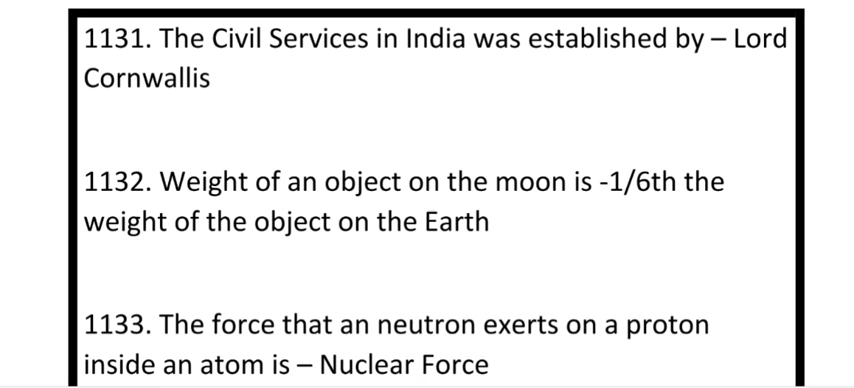 1131. The Civil Services in India was established by – Lord
Cornwallis
1132. Weight of an object on the moon is -1/6th the
weight of the object on the Earth
1133. The force that an neutron exerts on a proton
inside an atom is – Nuclear Force